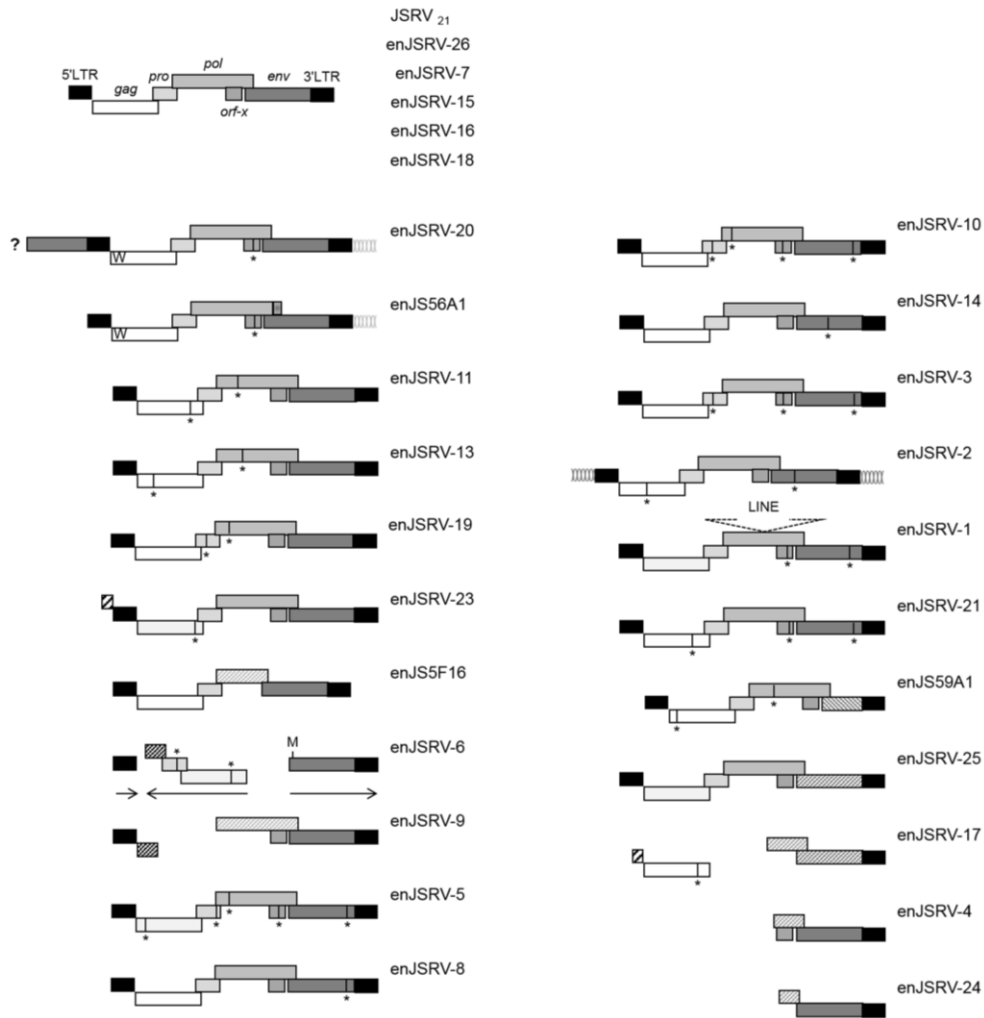 JSRV 21
enJSRV-26
enJSRV-7
enJSRV-15
enJSRV-16
enJSRV-18
5'LTR gag pro pol orf-x env 3'LTR
? W * enJSRV-20
W * enJS56A1
* * enJSRV-11
* * enJSRV-13
* * enJSRV-19
* enJSRV-23
enJS5F16
* * M enJSRV-6
enJSRV-9
* * * * * enJSRV-5
* enJSRV-8
* * * * enJSRV-10
* enJSRV-14
* * * enJSRV-3
* * enJSRV-2
LINE
* * enJSRV-1
* * * enJSRV-21
* * enJS59A1
enJSRV-25
* enJSRV-17
enJSRV-4
enJSRV-24